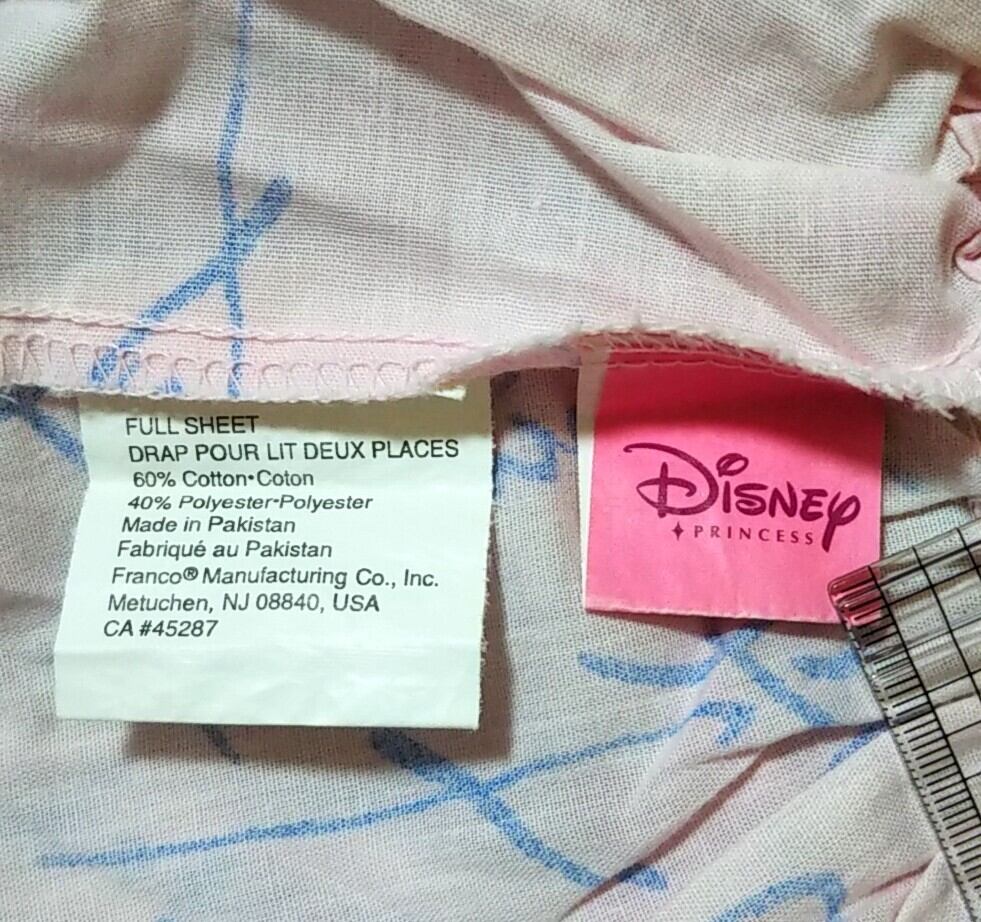 FULL SHEET
DRAP POUR LIT DEUX PLACES
60% Cotton•Coton
40% Polyester•Polyester
Made in Pakistan
Fabriqué au Pakistan
Franco® Manufacturing Co., Inc.
Metuchen, NJ 08840, USA
CA #45287
DISNEY
PRINCESS